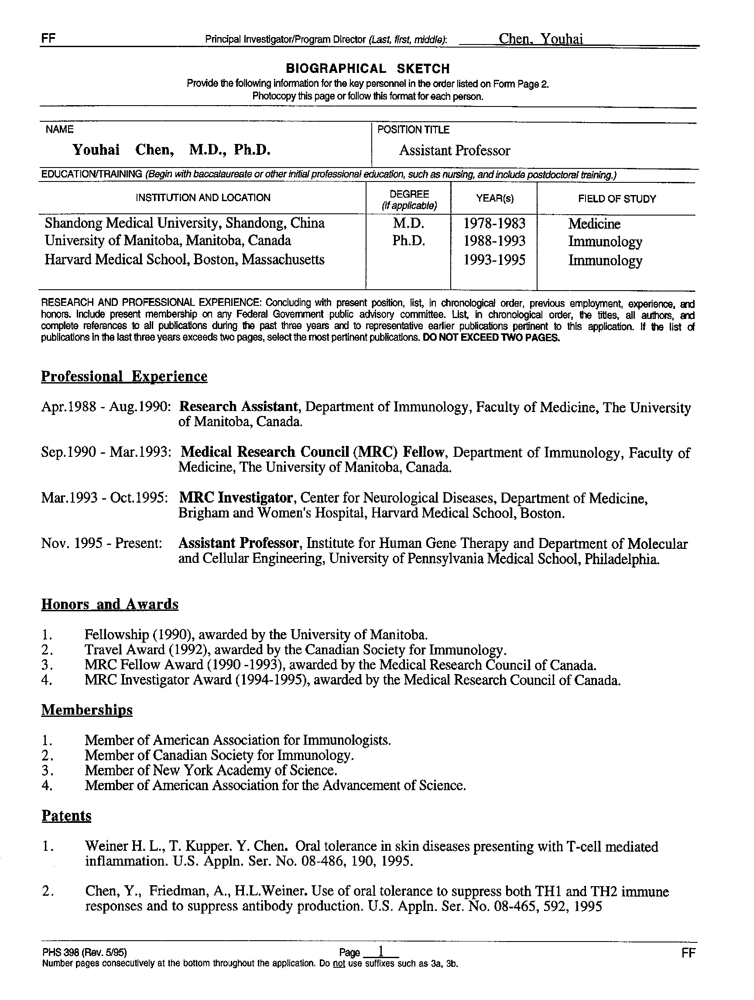 FF Principal Investigator/Program Director (Last, first, middle): Chen, Youhai
BIOGRAPHICAL SKETCH
Provide the following information for the key personnel in the order listed on Form Page 2.
Photocopy this page or follow this format for each person.
NAME POSITION TITLE
Youhai Chen, M.D., Ph.D. Assistant Professor
EDUCATION/TRAINING (Begin with baccalaureate or other initial professional education, such as nursing, and include postdoctoral training.)
INSTITUTION AND LOCATION DEGREE (if applicable) YEAR(s) FIELD OF STUDY
Shandong Medical University, Shandong, China M.D. 1978-1983 Medicine
University of Manitoba, Manitoba, Canada Ph.D. 1988-1993 Immunology
Harvard Medical School, Boston, Massachusetts 1993-1995 Immunology
RESEARCH AND PROFESSIONAL EXPERIENCE: Concluding with present position, list, in chronological order, previous employment, experience, and
honors. Include present membership on any Federal Government public advisory committee. List, in chronological order, the titles, all authors, and
complete references to all publications during the past three years and to representative earlier publications pertinent to this application. If the list of
publications in the last three years exceeds two pages, select the most pertinent publications. DO NOT EXCEED TWO PAGES.
Professional Experience
Apr.1988 - Aug.1990: Research Assistant, Department of Immunology, Faculty of Medicine, The University
of Manitoba, Canada.
Sep.1990 - Mar.1993: Medical Research Council (MRC) Fellow, Department of Immunology, Faculty of
Medicine, The University of Manitoba, Canada.
Mar.1993 - Oct.1995: MRC Investigator, Center for Neurological Diseases, Department of Medicine,
Brigham and Women's Hospital, Harvard Medical School, Boston.
Nov. 1995 - Present: Assistant Professor, Institute for Human Gene Therapy and Department of Molecular
and Cellular Engineering, University of Pennsylvania Medical School, Philadelphia.
Honors and Awards
1. Fellowship (1990), awarded by the University of Manitoba.
2. Travel Award (1992), awarded by the Canadian Society for Immunology.
3. MRC Fellow Award (1990 -1993), awarded by the Medical Research Council of Canada.
4. MRC Investigator Award (1994-1995), awarded by the Medical Research Council of Canada.
Memberships
1. Member of American Association for Immunologists.
2. Member of Canadian Society for Immunology.
3. Member of New York Academy of Science.
4. Member of American Association for the Advancement of Science.
Patents
1. Weiner H. L., T. Kupper. Y. Chen. Oral tolerance in skin diseases presenting with T-cell mediated
inflammation. U.S. Appln. Ser. No. 08-486, 190, 1995.
2. Chen, Y., Friedman, A., H.L.Weiner. Use of oral tolerance to suppress both TH1 and TH2 immune
responses and to suppress antibody production. U.S. Appln. Ser. No. 08-465, 592, 1995
PHS 398 (Rev. 5/95) Page 1 FF
Number pages consecutively at the bottom throughout the application. Do not use suffixes such as 3a, 3b.